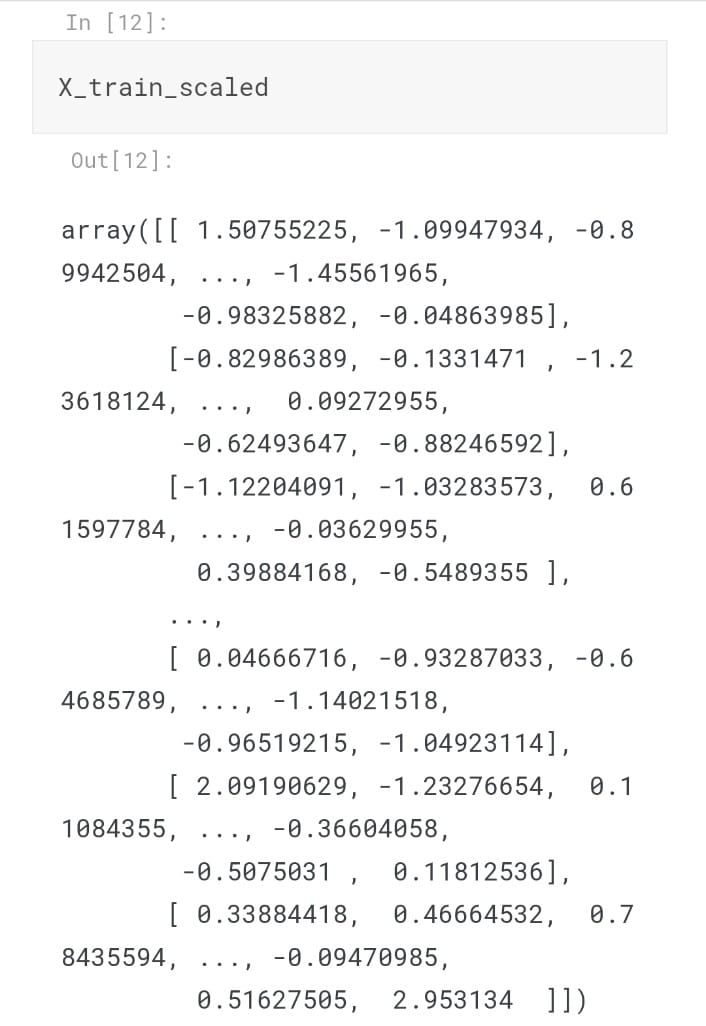 In [12]:
X_train_scaled
Out[12]:
array([[ 1.50755225, -1.09947934, -0.8
9942504, ..., -1.45561965,
        -0.98325882, -0.04863985],
       [-0.82986389, -0.1331471 , -1.2
3618124, ...,  0.09272955,
        -0.62493647, -0.88246592],
       [-1.12204091, -1.03283573,  0.6
1597784, ..., -0.03629955,
         0.39884168, -0.5489355 ],
       ...,
       [ 0.04666716, -0.93287033, -0.6
4685789, ..., -1.14021518,
        -0.96519215, -1.04923114],
       [ 2.09190629, -1.23276654,  0.1
1084355, ..., -0.36604058,
        -0.5075031 ,  0.11812536],
       [ 0.33884418,  0.46664532,  0.7
8435594, ..., -0.09470985,
         0.51627505,  2.953134  ]])